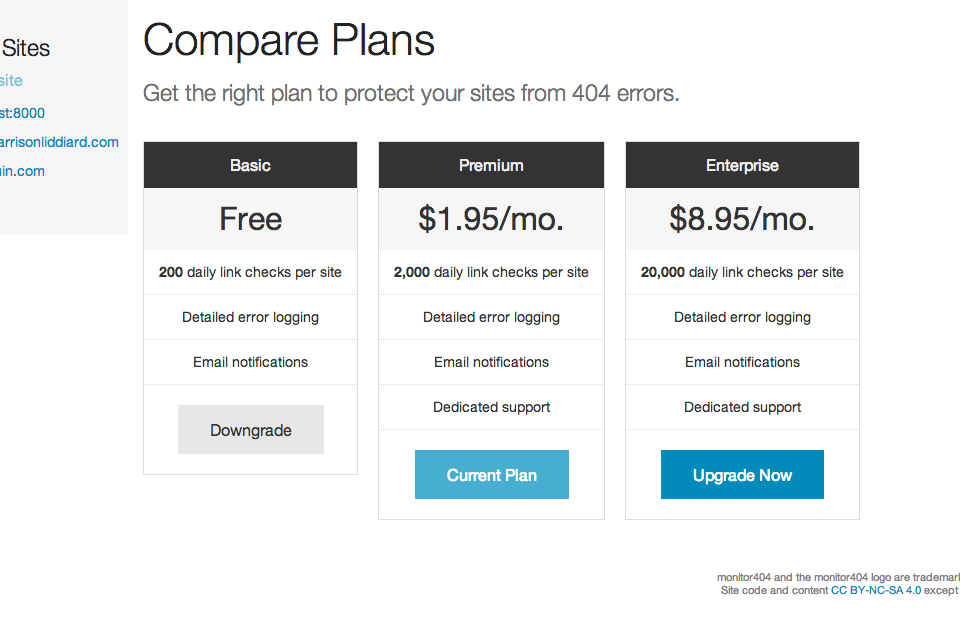 Sites
site
st:8000
arrisonliddiard.com
uin.com
Compare Plans
Get the right plan to protect your sites from 404 errors.
Basic
Free
200 daily link checks per site
Detailed error logging
Email notifications
Downgrade
Premium
$1.95/mo.
2,000 daily link checks per site
Detailed error logging
Email notifications
Dedicated support
Current Plan
Enterprise
$8.95/mo.
20,000 daily link checks per site
Detailed error logging
Email notifications
Dedicated support
Upgrade Now
monitor404 and the monitor404 logo are trademark
Site code and content CC BY-NC-SA 4.0 except